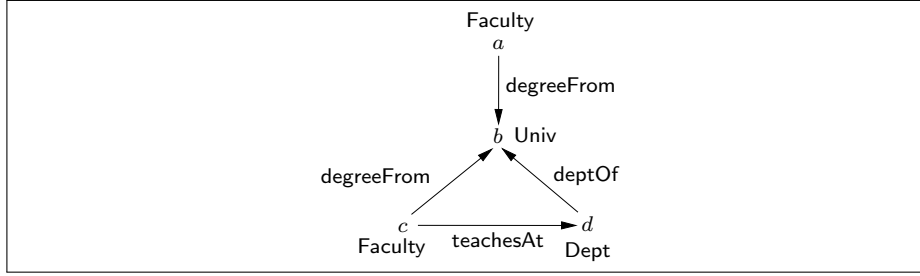 Faculty
a
degreeFrom
b Univ
degreeFrom deptOf
c d
teachesAt
Faculty Dept